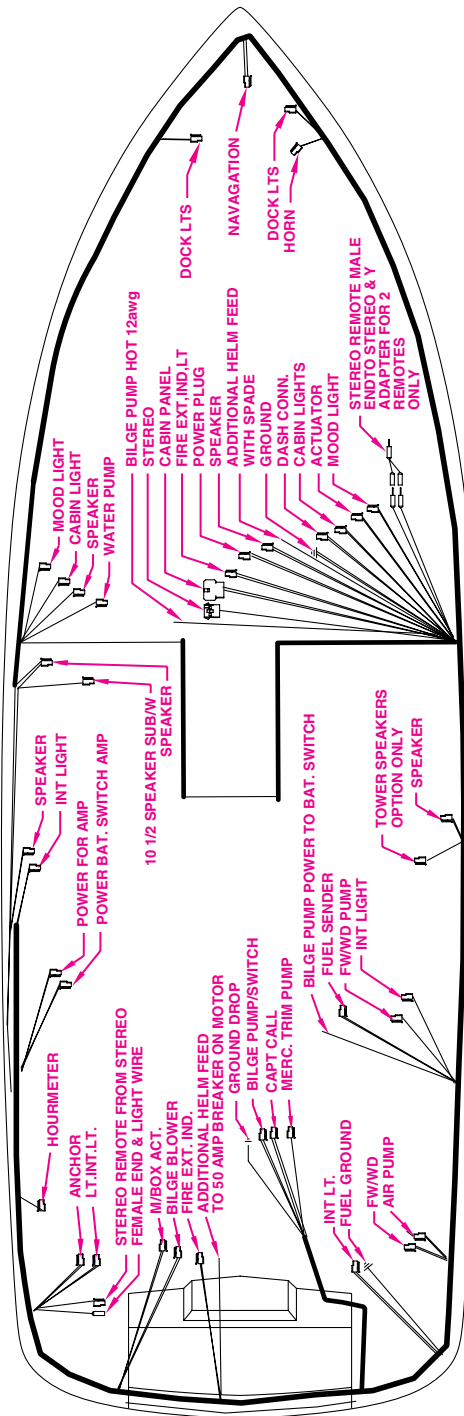 DOCK LTS
NAVAGATION
DOCK LTS
HORN
BILGE PUMP HOT 12awg
STEREO
CABIN PANEL
FIRE EXT,IND,LT
POWER PLUG
SPEAKER
ADDITIONAL HELM FEED
WITH SPADE
GROUND
DASH CONN.
CABIN LIGHTS
ACTUATOR
MOOD LIGHT
STEREO REMOTE MALE
ENDTO STEREO & Y
ADAPTER FOR 2
REMOTES
ONLY
MOOD LIGHT
CABIN LIGHT
SPEAKER
WATER PUMP
10 1/2 SPEAKER SUB/W
SPEAKER
SPEAKER
INT LIGHT
POWER FOR AMP
POWER BAT. SWITCH AMP
TOWER SPEAKERS
OPTION ONLY
SPEAKER
BILGE PUMP POWER TO BAT. SWITCH
FUEL SENDER
FW/WD PUMP
INT LIGHT
HOURMETER
ANCHOR
LT.INT.LT.
STEREO REMOTE FROM STEREO
FEMALE END & LIGHT WIRE
M/BOX ACT.
BILGE BLOWER
FIRE EXT. IND.
ADDITIONAL HELM FEED
TO 50 AMP BREAKER ON MOTOR
GROUND DROP
BILGE PUMP/SWITCH
CAPT CALL
MERC. TRIM PUMP
INT LT.
FUEL GROUND
FW/WD
AIR PUMP